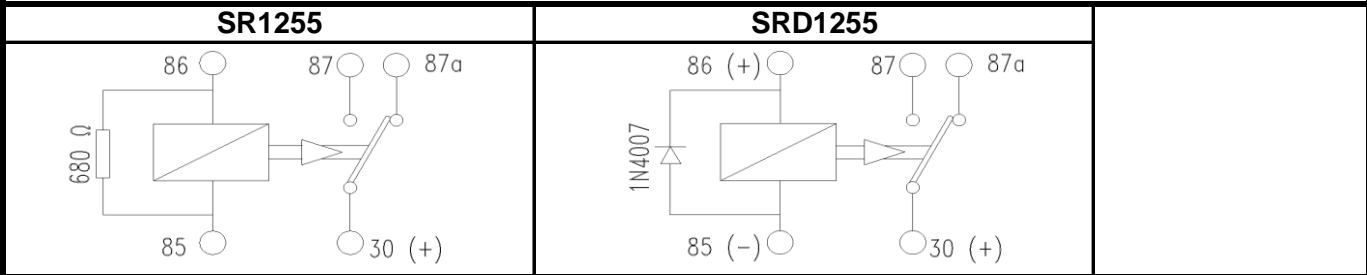 SR1255
SRD1255
86
87
87a
680 Ω
85
30 (+)
86 (+)
87
87a
1N4007
85 (−)
30 (+)